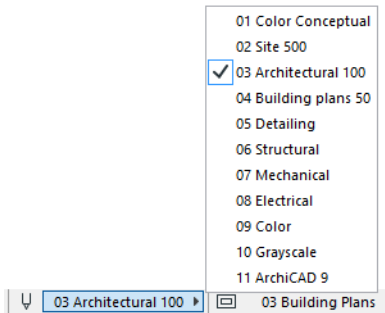 01 Color Conceptual
02 Site 500
03 Architectural 100
04 Building plans 50
05 Detailing
06 Structural
07 Mechanical
08 Electrical
09 Color
10 Grayscale
11 ArchiCAD 9
03 Architectural 100
03 Building Plans